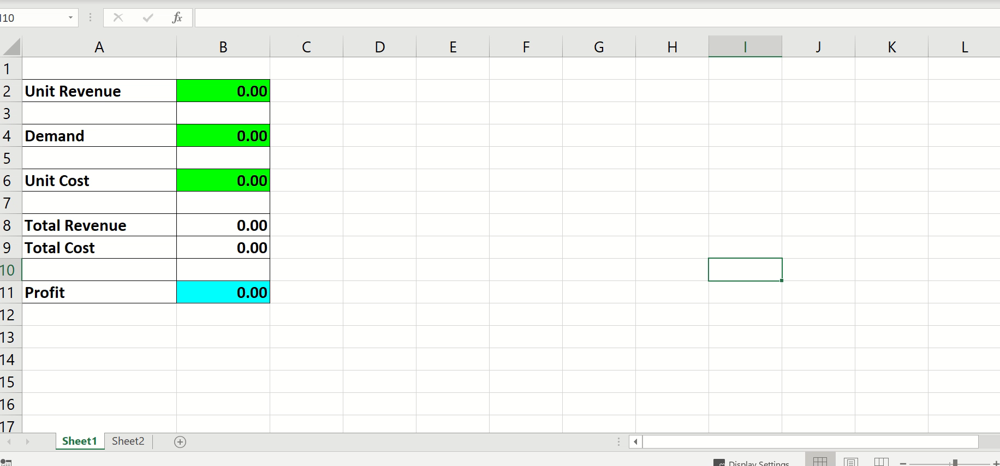 I10 fx
A B C D E F G H I J K L
1
2 Unit Revenue 0.00
3
4 Demand 0.00
5
6 Unit Cost 0.00
7
8 Total Revenue 0.00
9 Total Cost 0.00
10
11 Profit 0.00
12
13
14
15
16
17
Sheet1 Sheet2
Display Settings